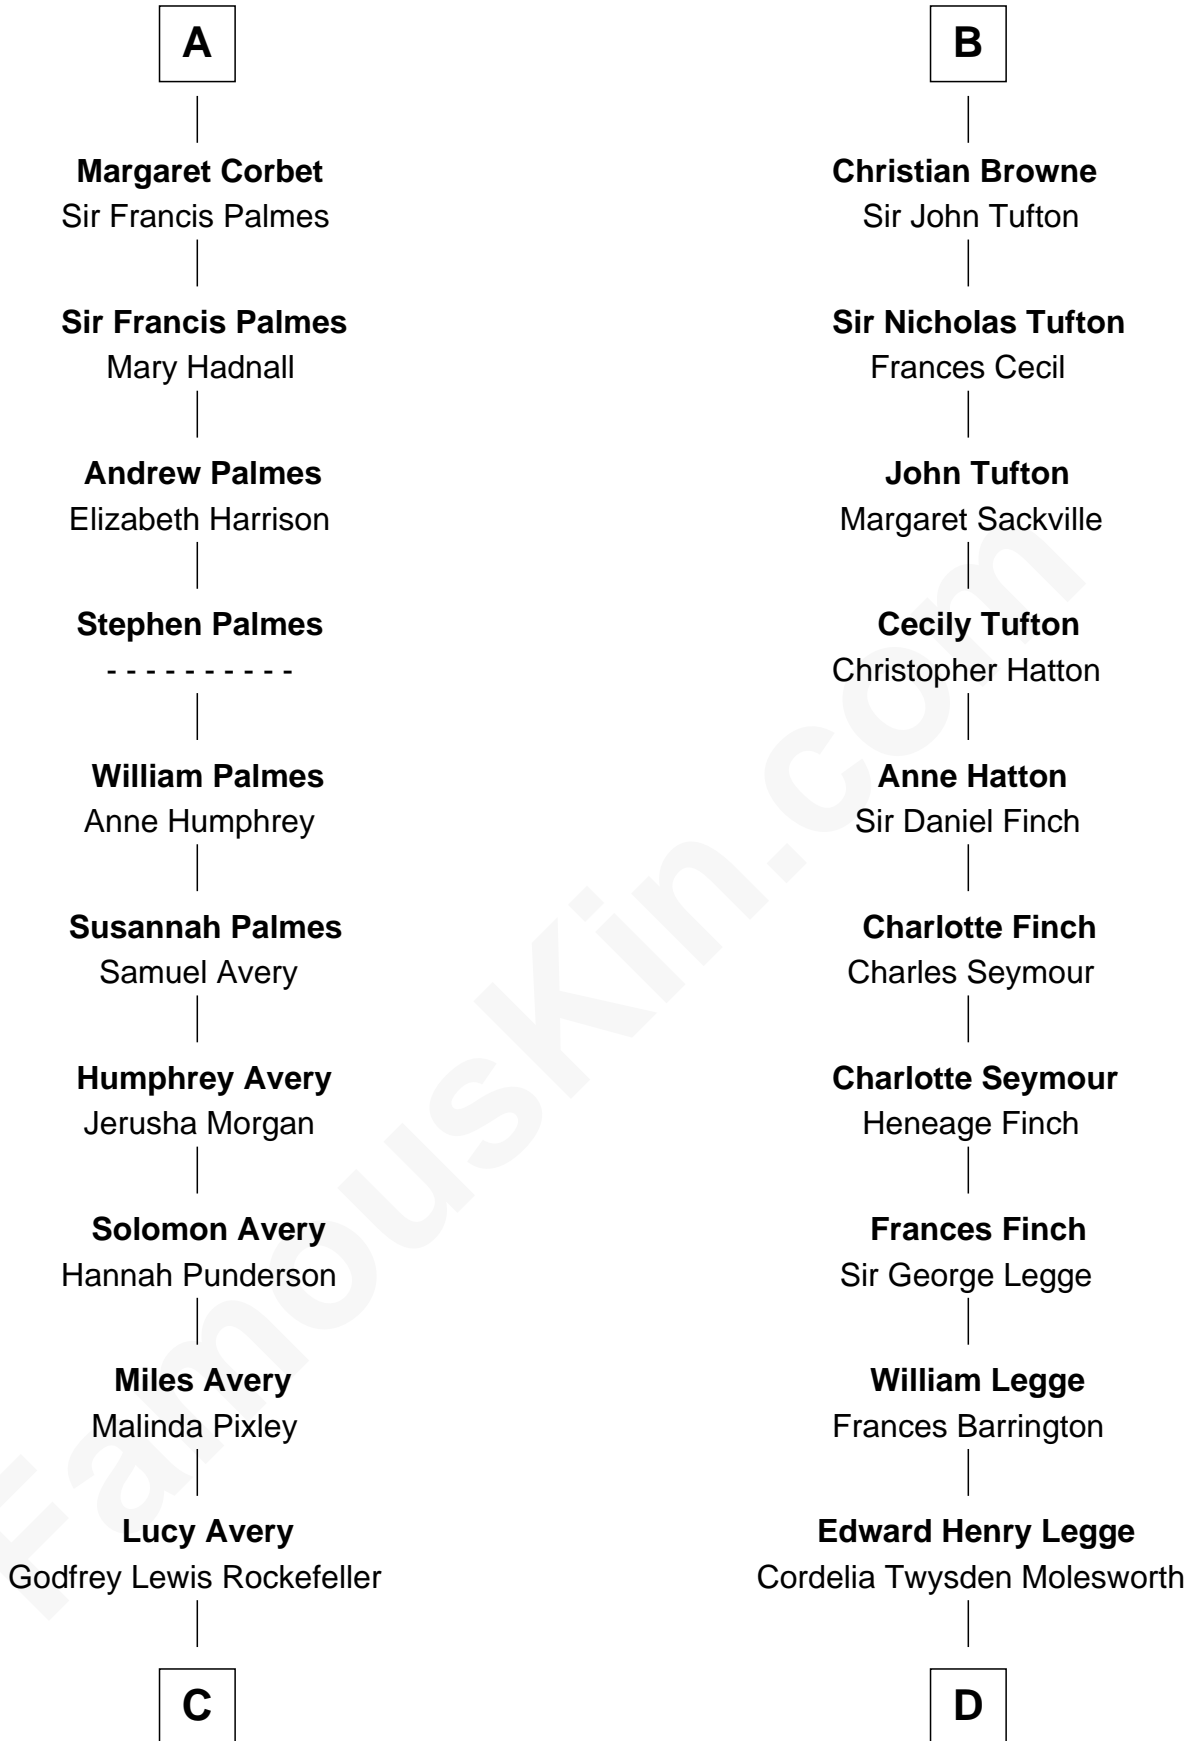 A
Margaret Corbet
Sir Francis Palmes
Sir Francis Palmes
Mary Hadnall
Andrew Palmes
Elizabeth Harrison
Stephen Palmes
- - - - - - - - - -
William Palmes
Anne Humphrey
Susannah Palmes
Samuel Avery
Humphrey Avery
Jerusha Morgan
Solomon Avery
Hannah Punderson
Miles Avery
Malinda Pixley
Lucy Avery
Godfrey Lewis Rockefeller
C
B
Christian Browne
Sir John Tufton
Sir Nicholas Tufton
Frances Cecil
John Tufton
Margaret Sackville
Cecily Tufton
Christopher Hatton
Anne Hatton
Sir Daniel Finch
Charlotte Finch
Charles Seymour
Charlotte Seymour
Heneage Finch
Frances Finch
Sir George Legge
William Legge
Frances Barrington
Edward Henry Legge
Cordelia Twysden Molesworth
D
FamousKin.com